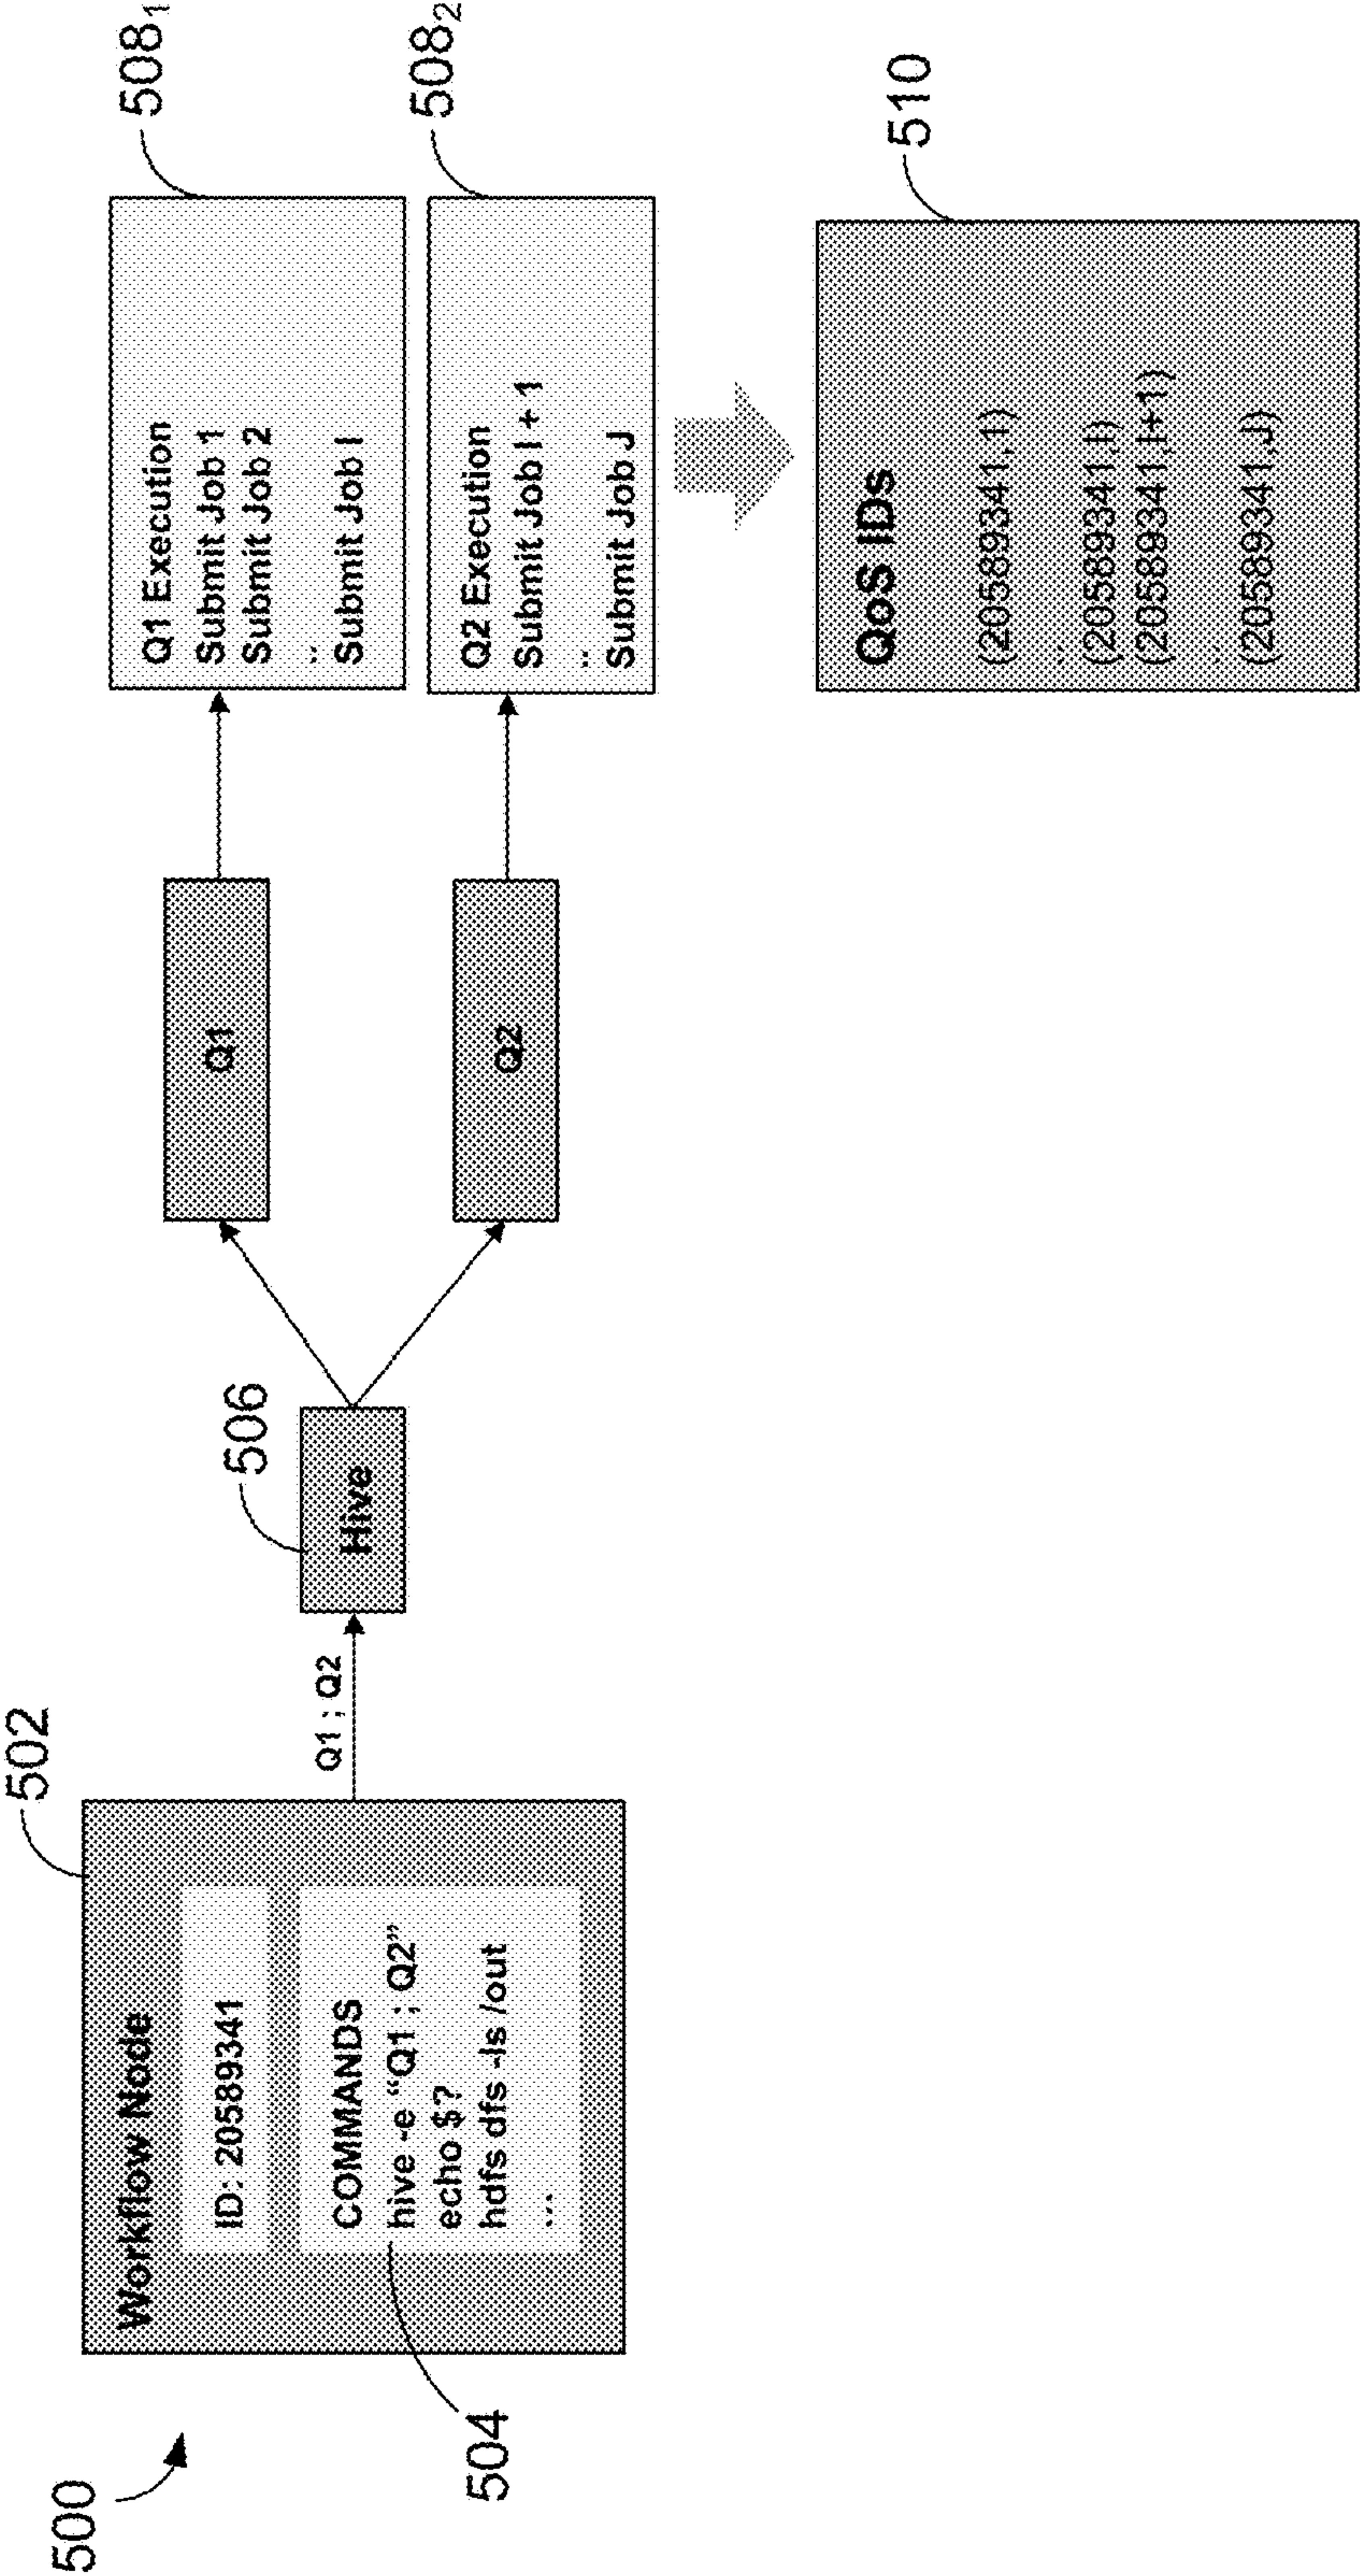 500
502
Workflow Node
ID: 20589341
COMMANDS
hive -e “Q1 ; Q2”
echo $?
hdfs dfs -ls /out
...
504
Q1 ; Q2
506
Hive
Q1
Q2
508₁
Q1 Execution
Submit Job 1
Submit Job 2
..
Submit Job I
508₂
Q2 Execution
Submit Job I + 1
..
Submit Job J
510
QoS IDs
(20589341,1)
..
(20589341,I)
(20589341,I+1)
..
(20589341,J)